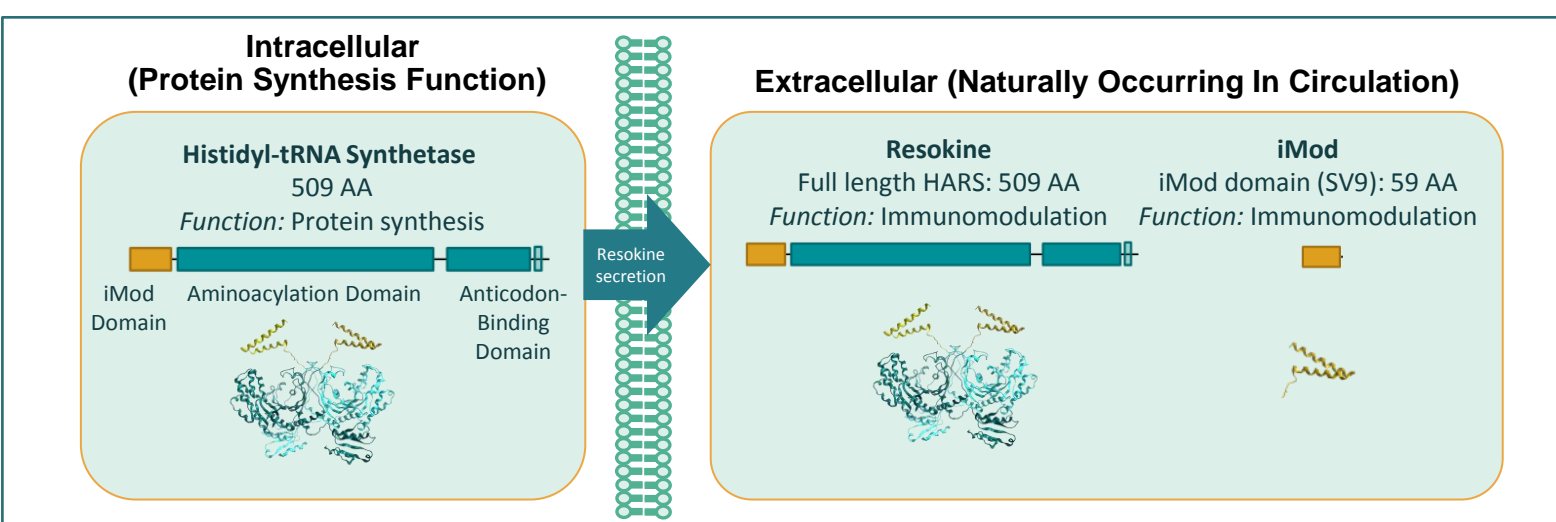 Intracellular
(Protein Synthesis Function)
Histidyl-tRNA Synthetase
509 AA
Function: Protein synthesis
iMod
Domain
Aminoacylation Domain
Anticodon-
Binding
Domain
Resokine
secretion
Extracellular (Naturally Occurring In Circulation)
Resokine
Full length HARS: 509 AA
Function: Immunomodulation
iMod
iMod domain (SV9): 59 AA
Function: Immunomodulation